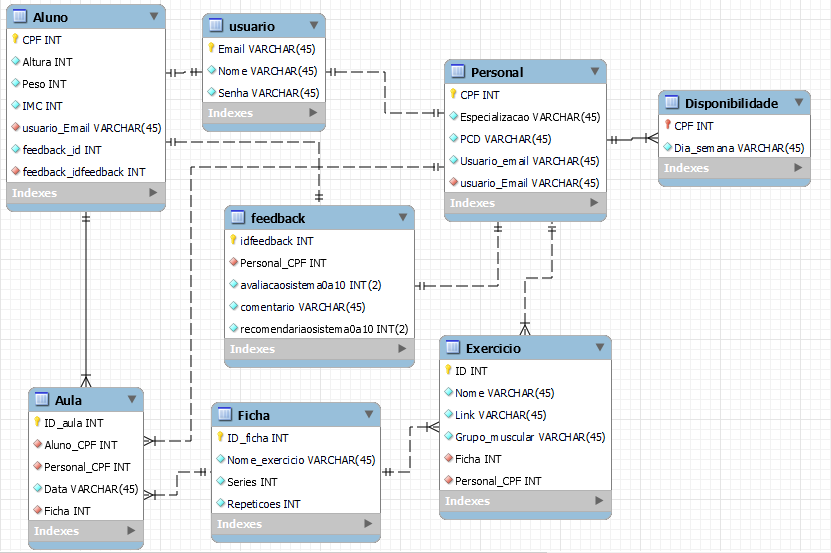 Aluno
CPF INT
Altura INT
Peso INT
IMC INT
usuario_Email VARCHAR(45)
feedback_id INT
feedback_idfeedback INT
Indexes
usuario
Email VARCHAR(45)
Nome VARCHAR(45)
Senha VARCHAR(45)
Indexes
Personal
CPF INT
Especializacao VARCHAR(45)
PCD VARCHAR(45)
Usuario_email VARCHAR(45)
usuario_Email VARCHAR(45)
Indexes
Disponibilidade
CPF INT
Dia_semana VARCHAR(45)
Indexes
feedback
idfeedback INT
Personal_CPF INT
avaliacaosistema0a10 INT(2)
comentario VARCHAR(45)
recomendariaosistema0a10 INT(2)
Indexes
Exercicio
ID INT
Nome VARCHAR(45)
Link VARCHAR(45)
Grupo_muscular VARCHAR(45)
Ficha INT
Personal_CPF INT
Indexes
Aula
ID_aula INT
Aluno_CPF INT
Personal_CPF INT
Data VARCHAR(45)
Ficha INT
Indexes
Ficha
ID_ficha INT
Nome_exercicio VARCHAR(45)
Series INT
Repeticoes INT
Indexes